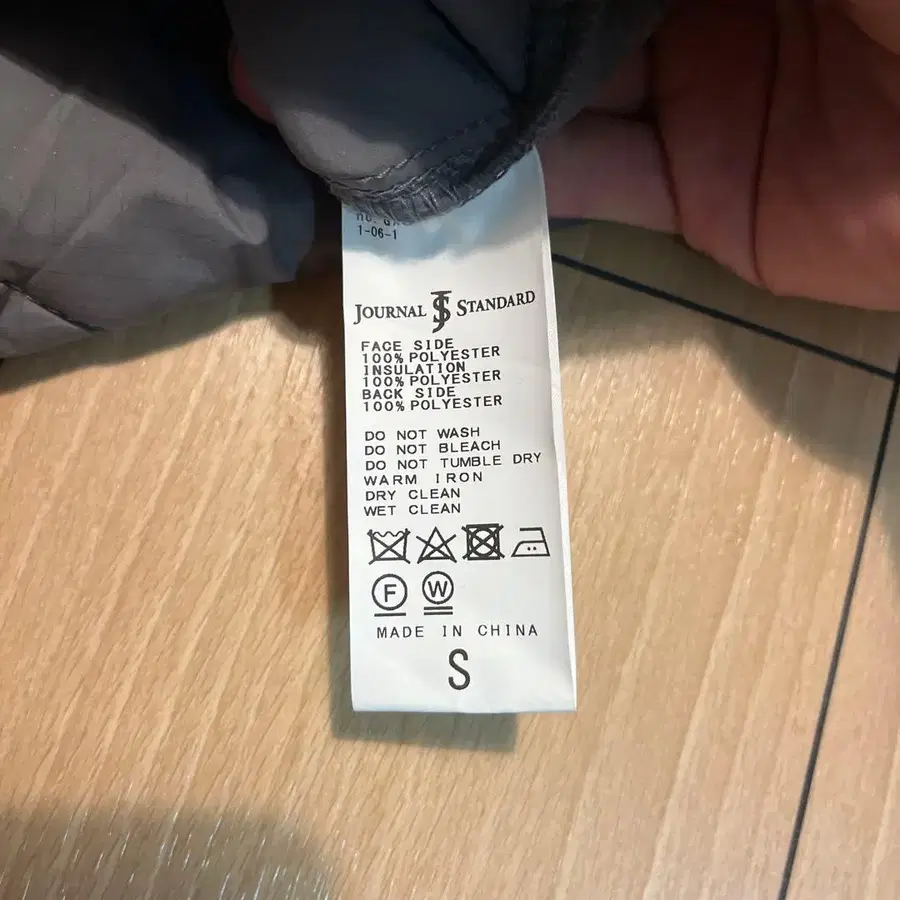 1-06-1
JOURNAL JS STANDARD
FACE SIDE
100% POLYESTER
INSULATION
100% POLYESTER
BACK SIDE
100% POLYESTER
DO NOT WASH
DO NOT BLEACH
DO NOT TUMBLE DRY
WARM IRON
DRY CLEAN
WET CLEAN
F W
MADE IN CHINA
S